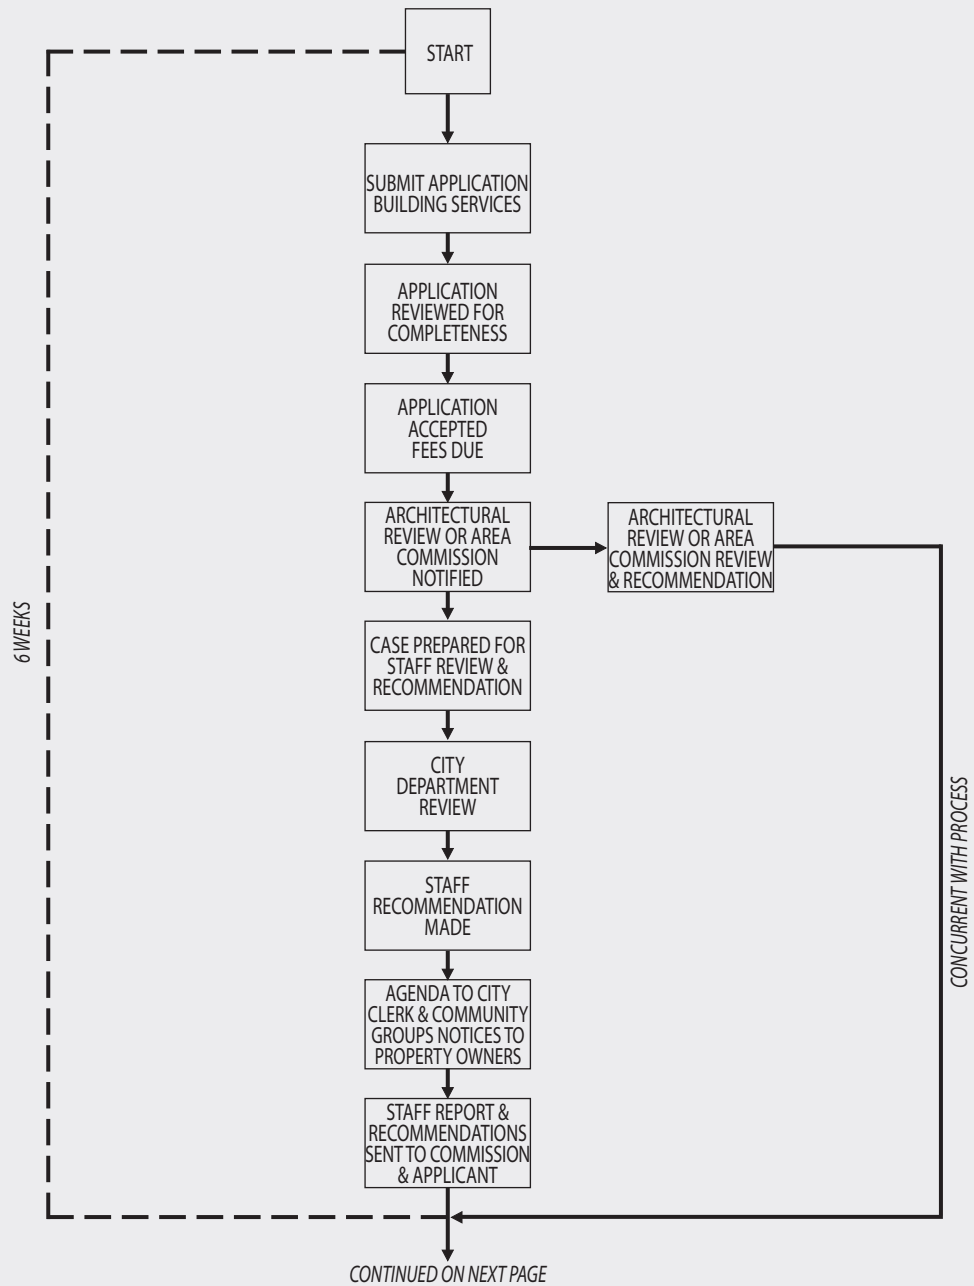 START
SUBMIT APPLICATION
BUILDING SERVICES
APPLICATION
REVIEWED FOR
COMPLETENESS
APPLICATION
ACCEPTED
FEES DUE
ARCHITECTURAL
REVIEW OR AREA
COMMISSION
NOTIFIED
ARCHITECTURAL
REVIEW OR AREA
COMMISSION REVIEW
& RECOMMENDATION
6 WEEKS
CASE PREPARED FOR
STAFF REVIEW &
RECOMMENDATION
CITY
DEPARTMENT
REVIEW
CONCURRENT WITH PROCESS
STAFF
RECOMMENDATION
MADE
AGENDA TO CITY
CLERK & COMMUNITY
GROUPS NOTICES TO
PROPERTY OWNERS
STAFF REPORT &
RECOMMENDATIONS
SENT TO COMMISSION
& APPLICANT
CONTINUED ON NEXT PAGE